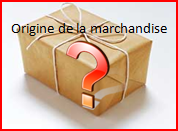 Origine de la marchandise
?